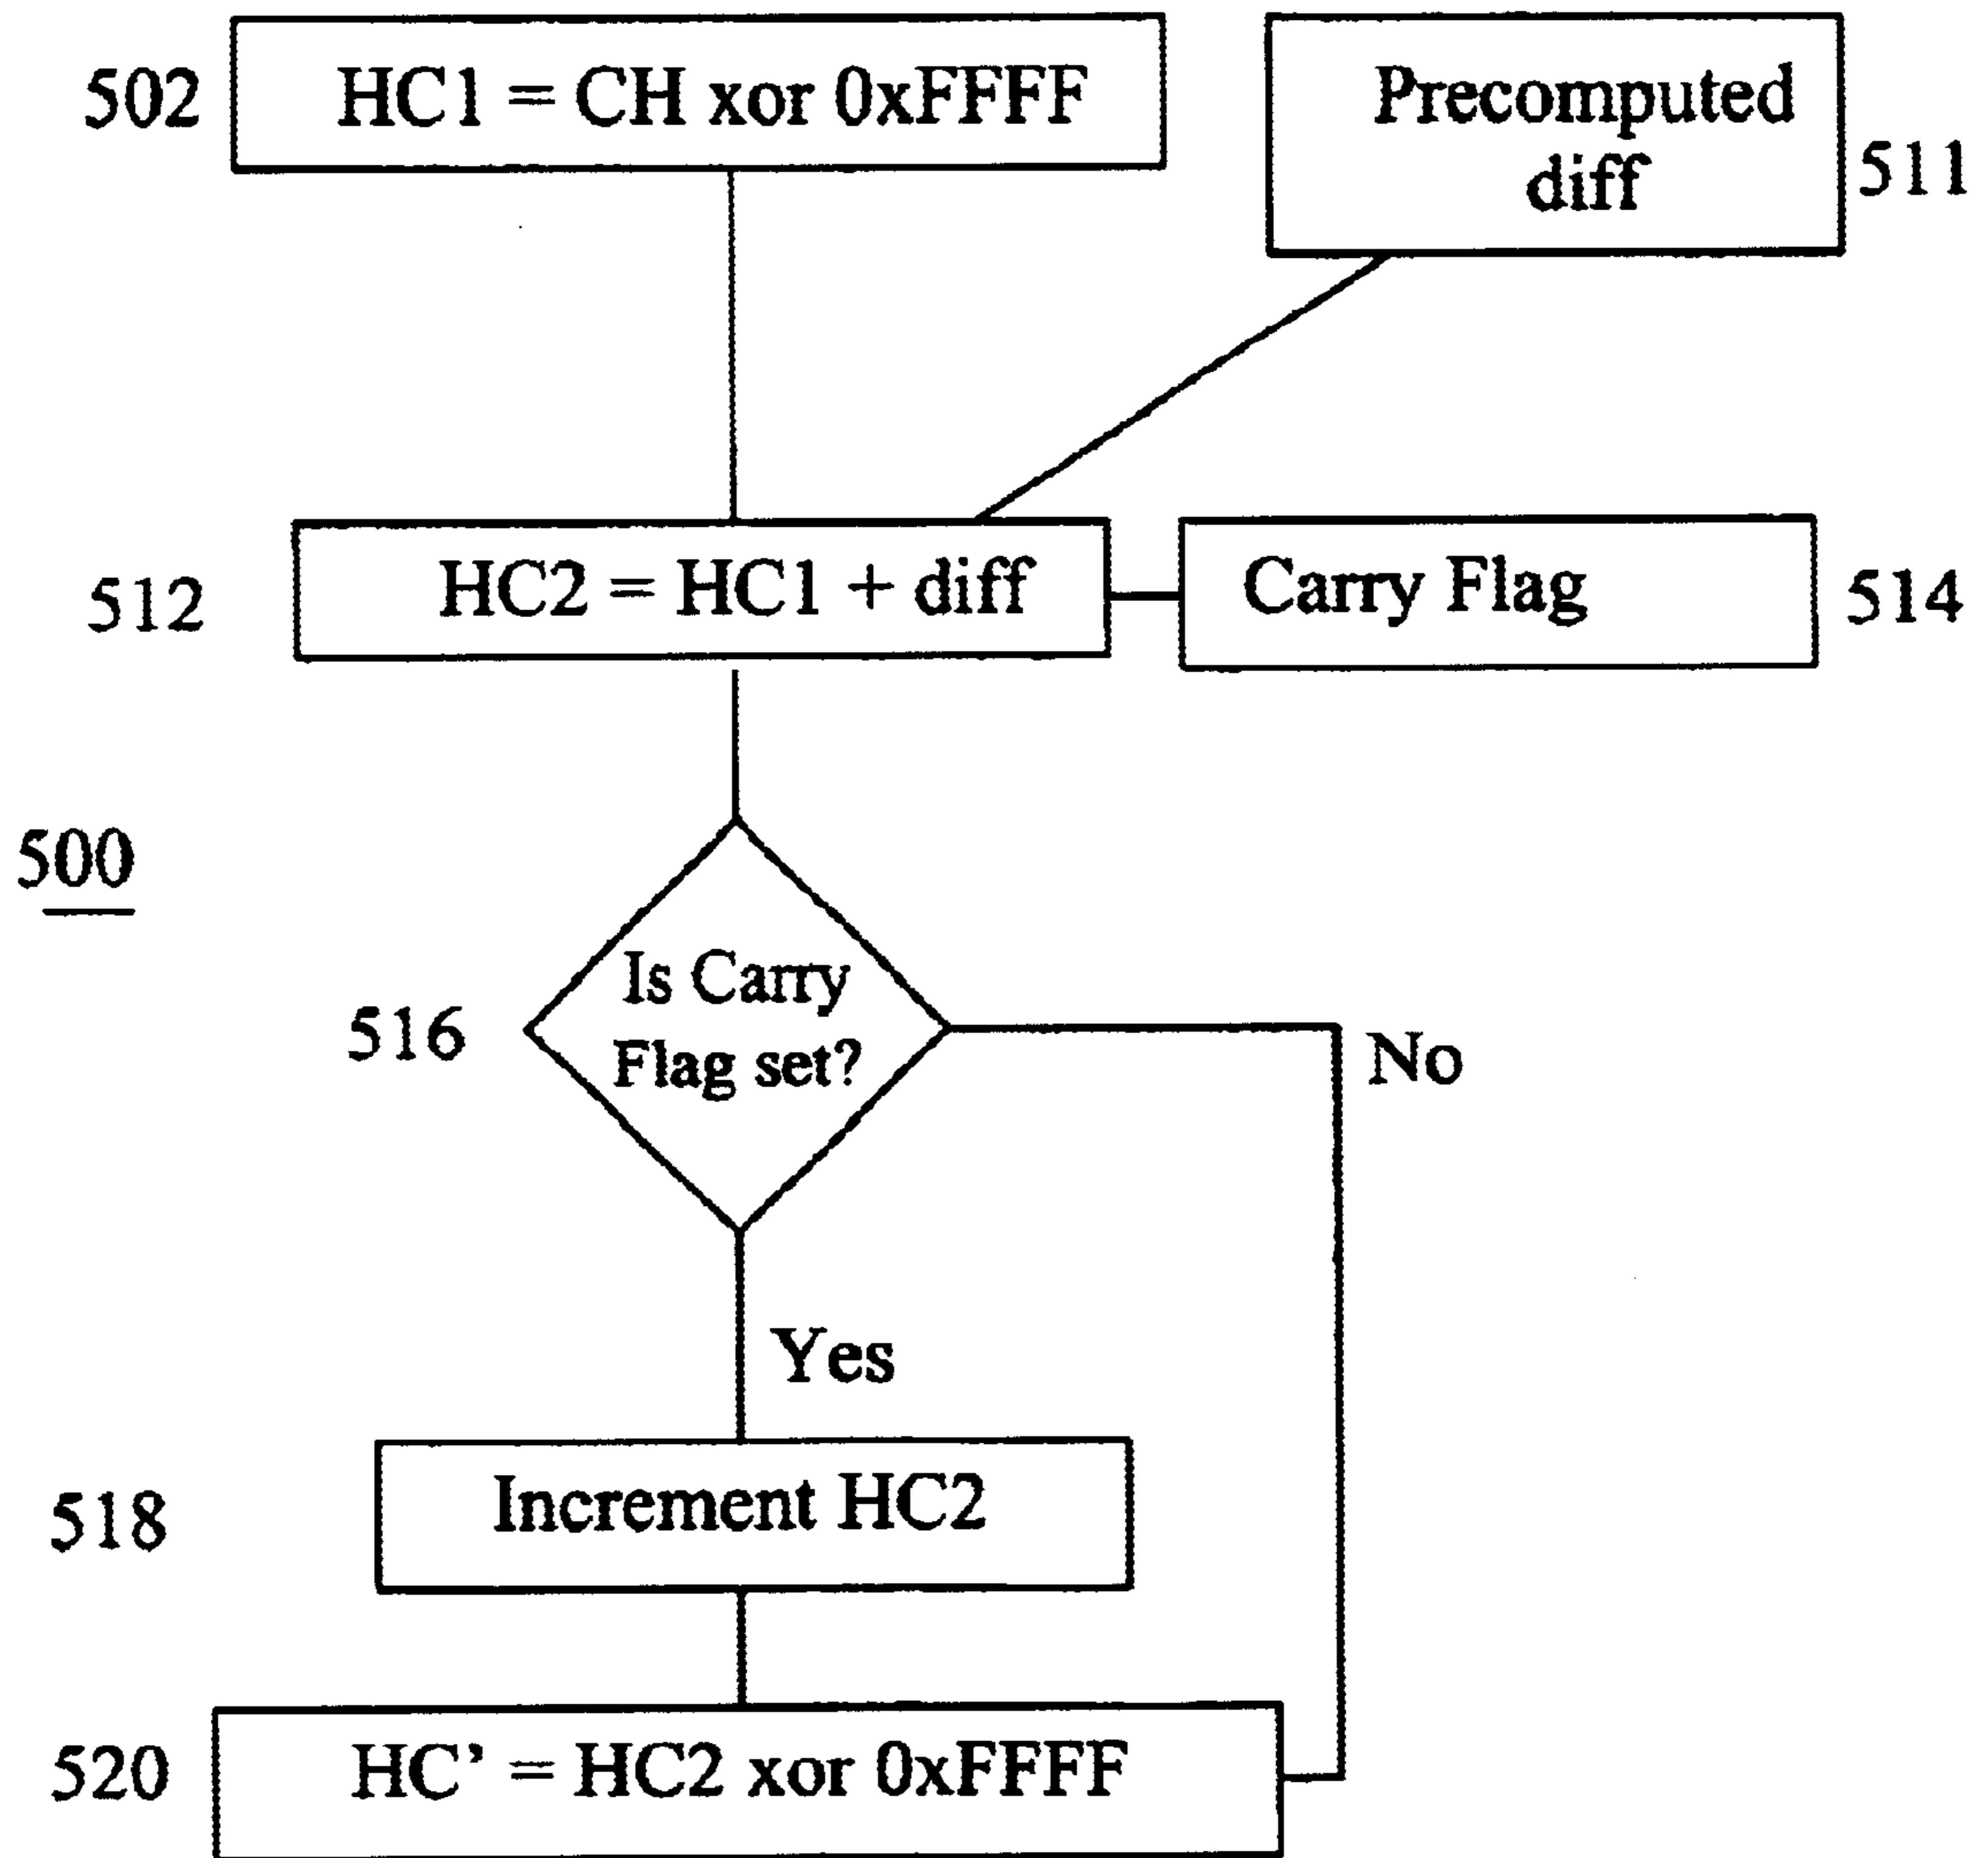 502
HC1 = CH xor 0xFFFF
Precomputed
diff
511
512
HC2 = HC1 + diff
Carry Flag
514
500
516
Is Carry
Flag set?
No
Yes
518
Increment HC2
520
HC’ = HC2 xor 0xFFFF